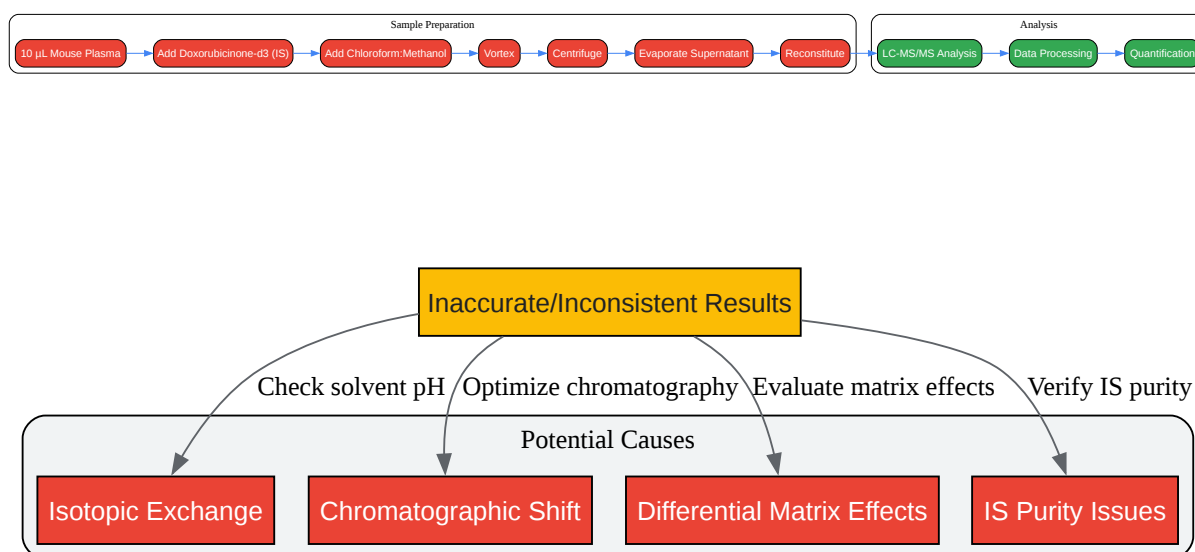 Sample Preparation
Analysis
10 µL Mouse Plasma
Add Doxorubicinone-d3 (IS)
Add Chloroform:Methanol
Vortex
Centrifuge
Evaporate Supernatant
Reconstitute
LC-MS/MS Analysis
Data Processing
Quantification
Inaccurate/Inconsistent Results
Check solvent pH
Optimize chromatography
Evaluate matrix effects
Verify IS purity
Potential Causes
Isotopic Exchange
Chromatographic Shift
Differential Matrix Effects
IS Purity Issues